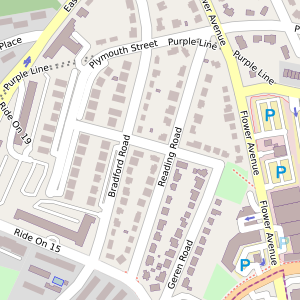 Eas
Flower Avenue
Place
Plymouth Street
Purple Line
Purple Line
Purple Line
Ride On 19
Flower Avenue
P
P
Bradford Road
Reading Road
Flower Avenue
Ride On 15
Geren Road
P
P
P